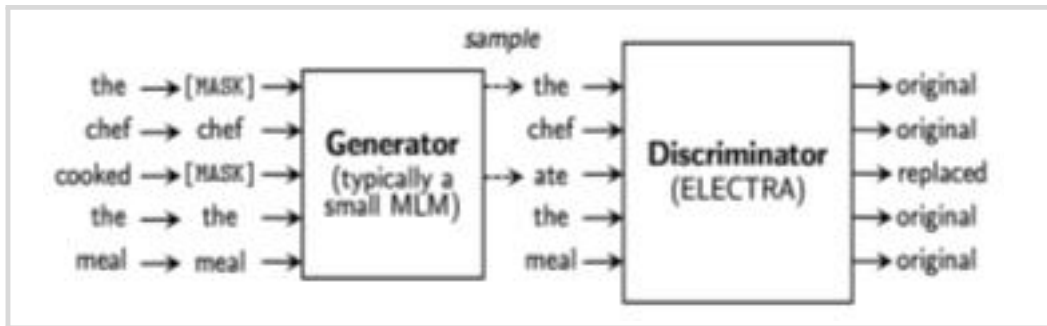 sample
the [MASK] the original
chef chef chef original
Generator
(typically a
small MLM)
Discriminator
(ELECTRA)
cooked [MASK] ate replaced
the the the original
meal meal meal original